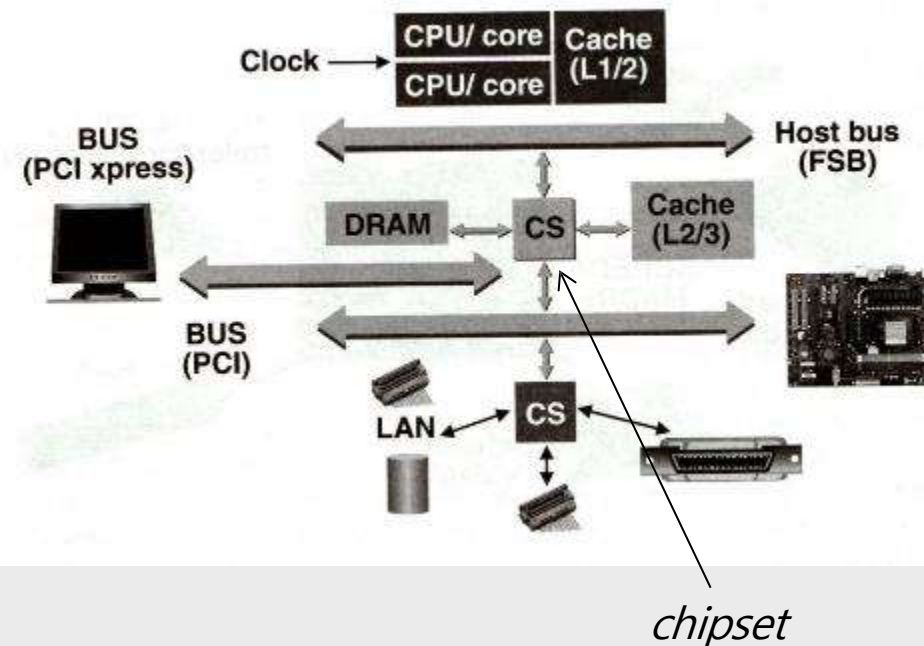 CPU/ core
Cache
(L1/2)
Clock
CPU/ core
BUS
(PCI xpress)
Host bus
(FSB)
DRAM
CS
Cache
(L2/3)
BUS
(PCI)
LAN
CS
chipset